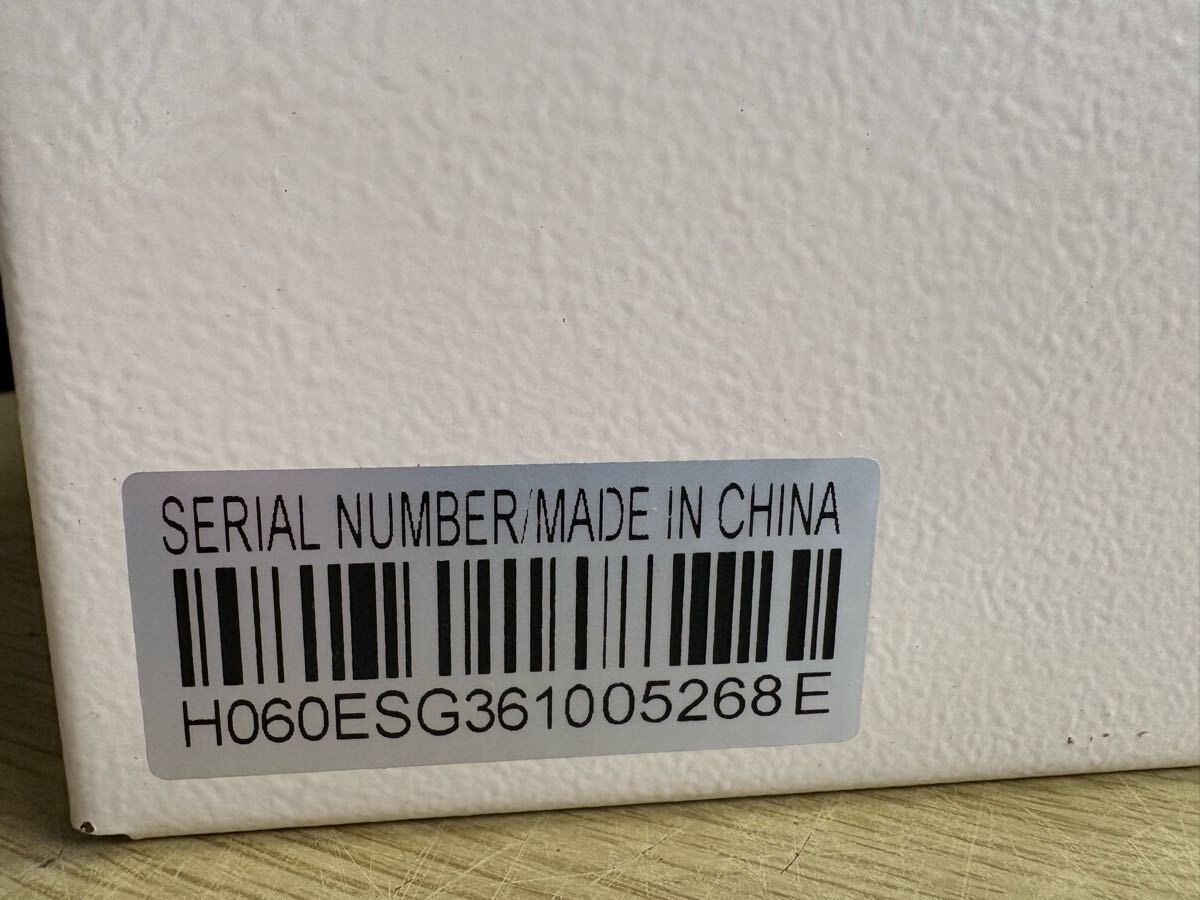 SERIAL NUMBER/MADE IN CHINA
H060ESG361005268E